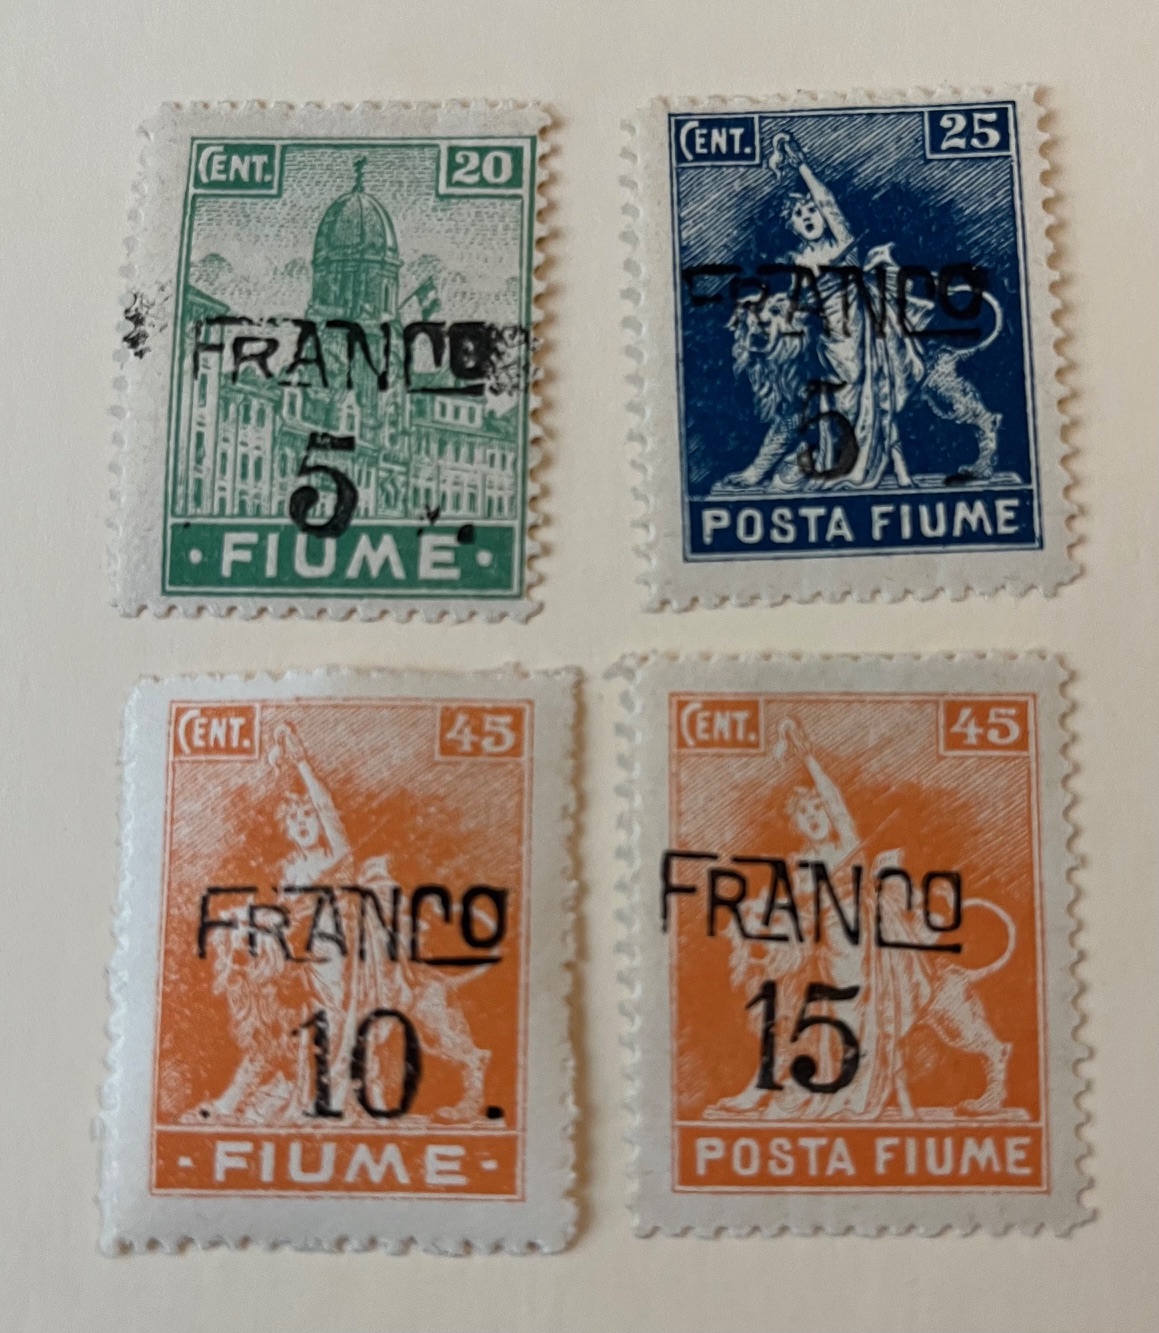 CENT. 20
FRANCO
5
· FIUME ·
CENT. 25
FRANCO
5
POSTA FIUME
CENT. 45
FRANCO
10
- FIUME -
CENT. 45
FRANCO
15
POSTA FIUME